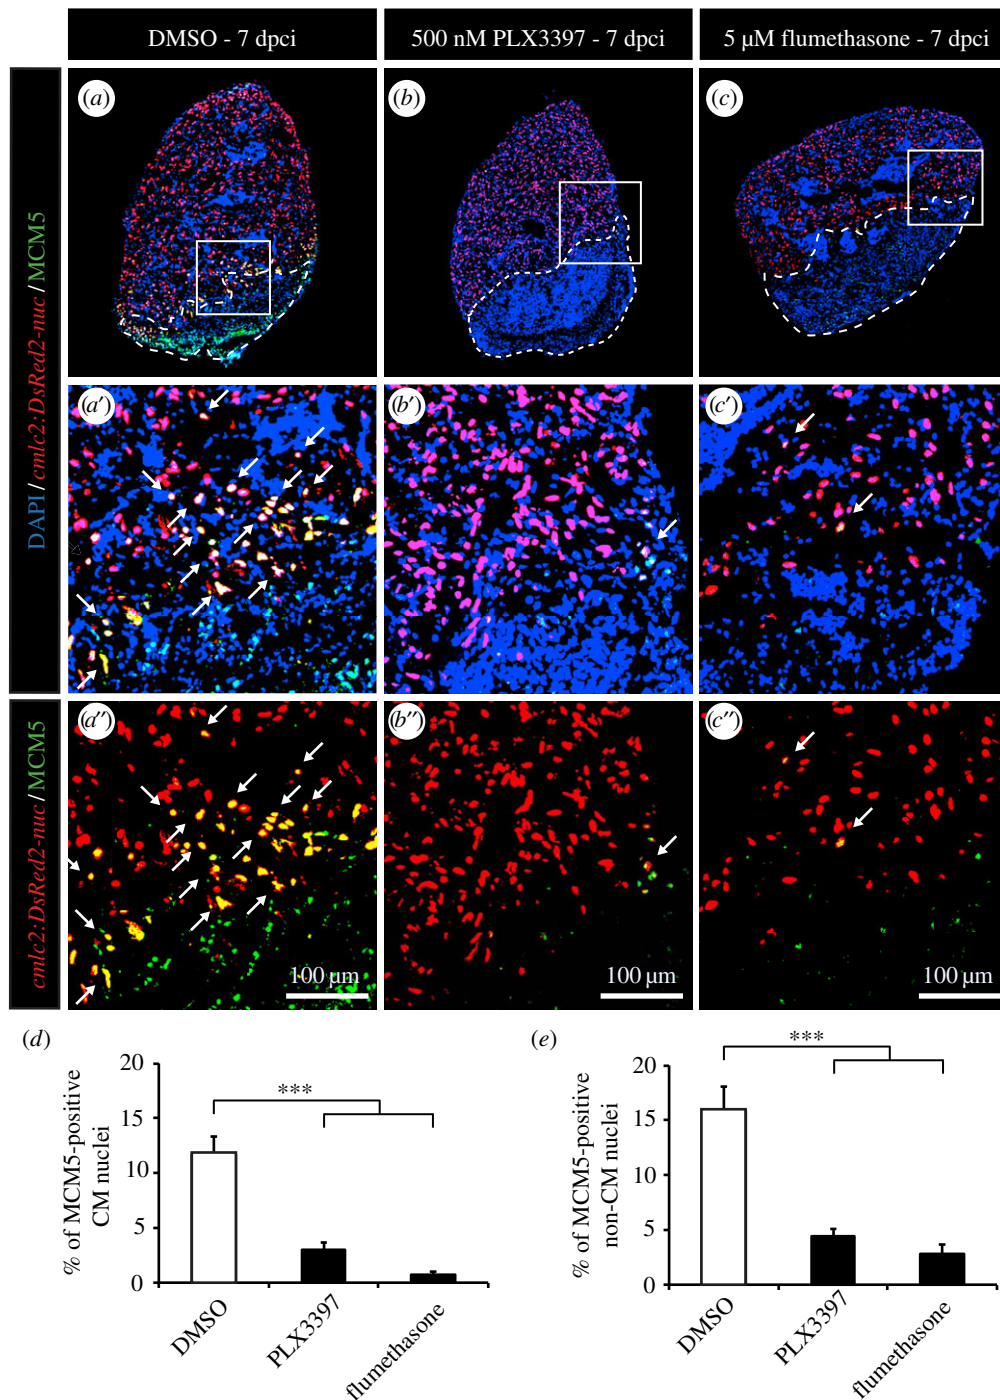 DMSO - 7 dpci
500 nM PLX3397 - 7 dpci
5 µM flumethasone - 7 dpci
DAPI/cmlc2:DsRed2-nuc/MCM5
(a)
(b)
(c)
(a′)
(b′)
(c′)
cmlc2:DsRed2-nuc/MCM5
(a′′)
(b′′)
(c′′)
100 µm
100 µm
100 µm
(d)
% of MCM5-positive
CM nuclei
20
15
10
5
0
***
DMSO
PLX3397
flumethasone
(e)
% of MCM5-positive
non-CM nuclei
20
15
10
5
0
***
DMSO
PLX3397
flumethasone